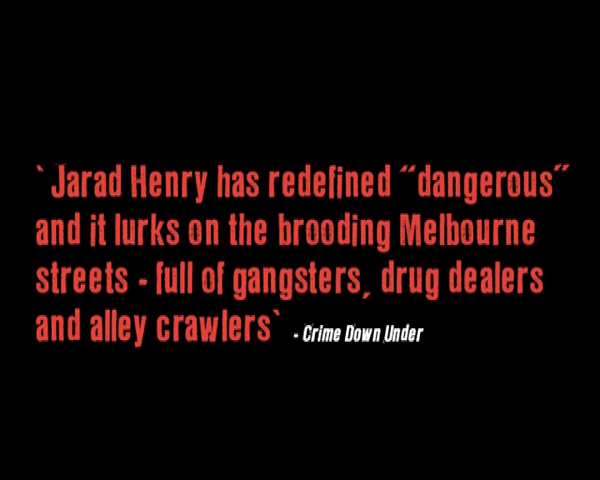 `Jarad Henry has redefined “dangerous”
and it lurks on the brooding Melbourne
streets - full of gangsters, drug dealers
and alley crawlers` - Crime Down Under